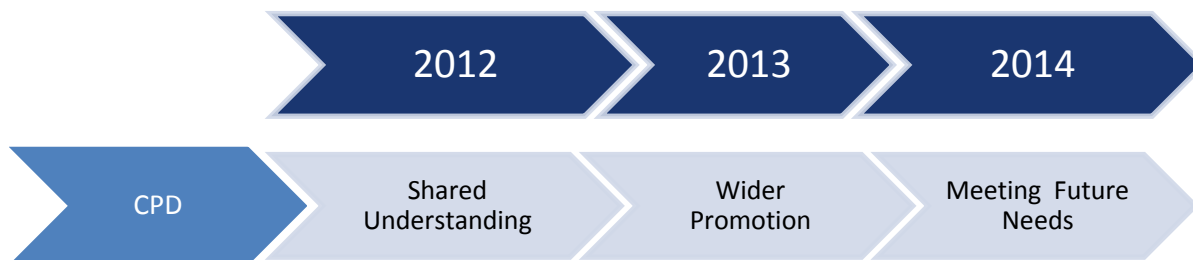 2012
2013
2014
CPD
Shared
Understanding
Wider
Promotion
Meeting Future
Needs